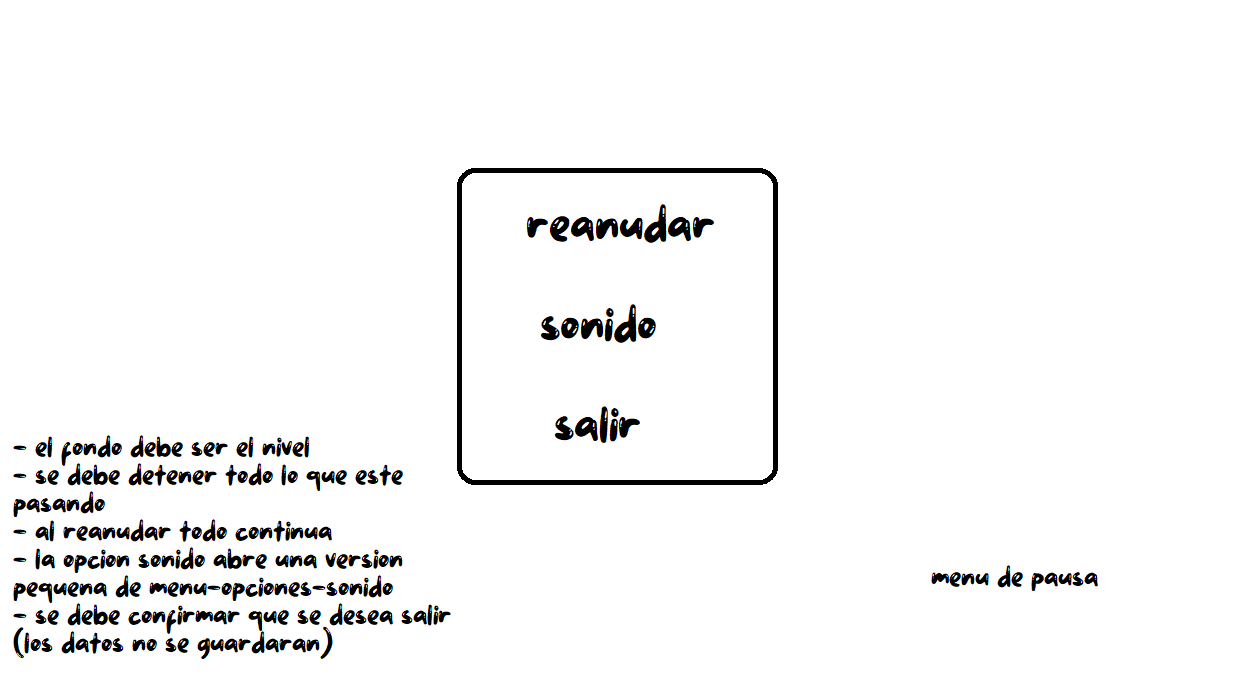 reanudar
sonido
salir
- el fondo debe ser el nivel
- se debe detener todo lo que este
pasando
- al reanudar todo continua
- la opcion sonido abre una version
pequena de menu-opciones-sonido
- se debe confirmar que se desea salir
(los datos no se guardaran)
menu de pausa